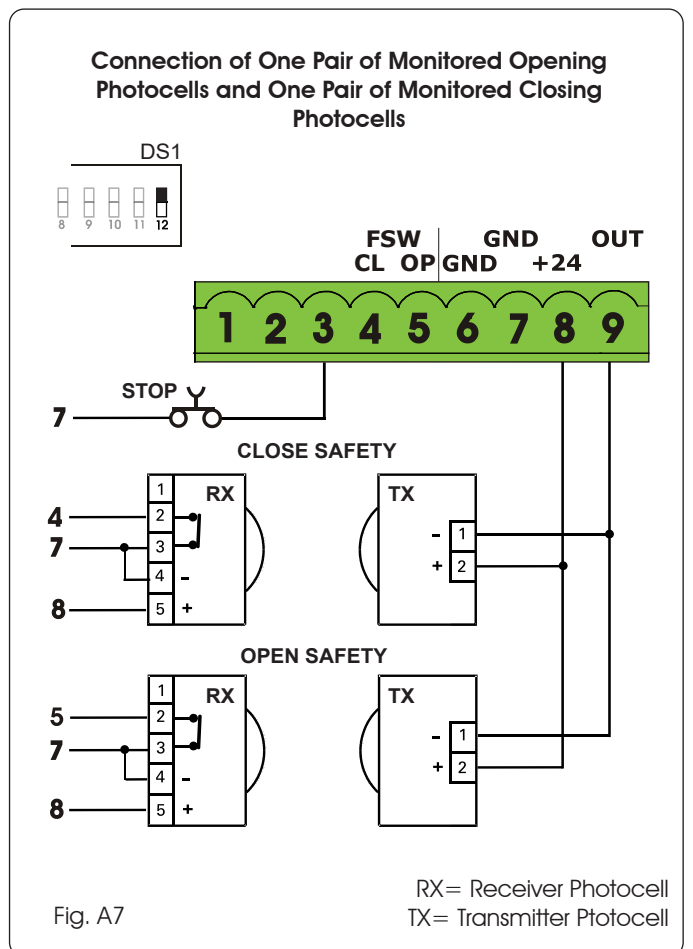 Connection of One Pair of Monitored Opening
Photocells and One Pair of Monitored Closing
Photocells
DS1
8 9 10 11 12
FSW GND OUT
CL OP GND +24
1 2 3 4 5 6 7 8 9
STOP
7
CLOSE SAFETY
1 RX TX
4 2
7 3 - 1
4 - + 2
8 5 +
OPEN SAFETY
1 RX TX
5 2
7 3 - 1
4 - + 2
8 5 +
RX= Receiver Photocell
Fig. A7 TX= Transmitter Ptotocell